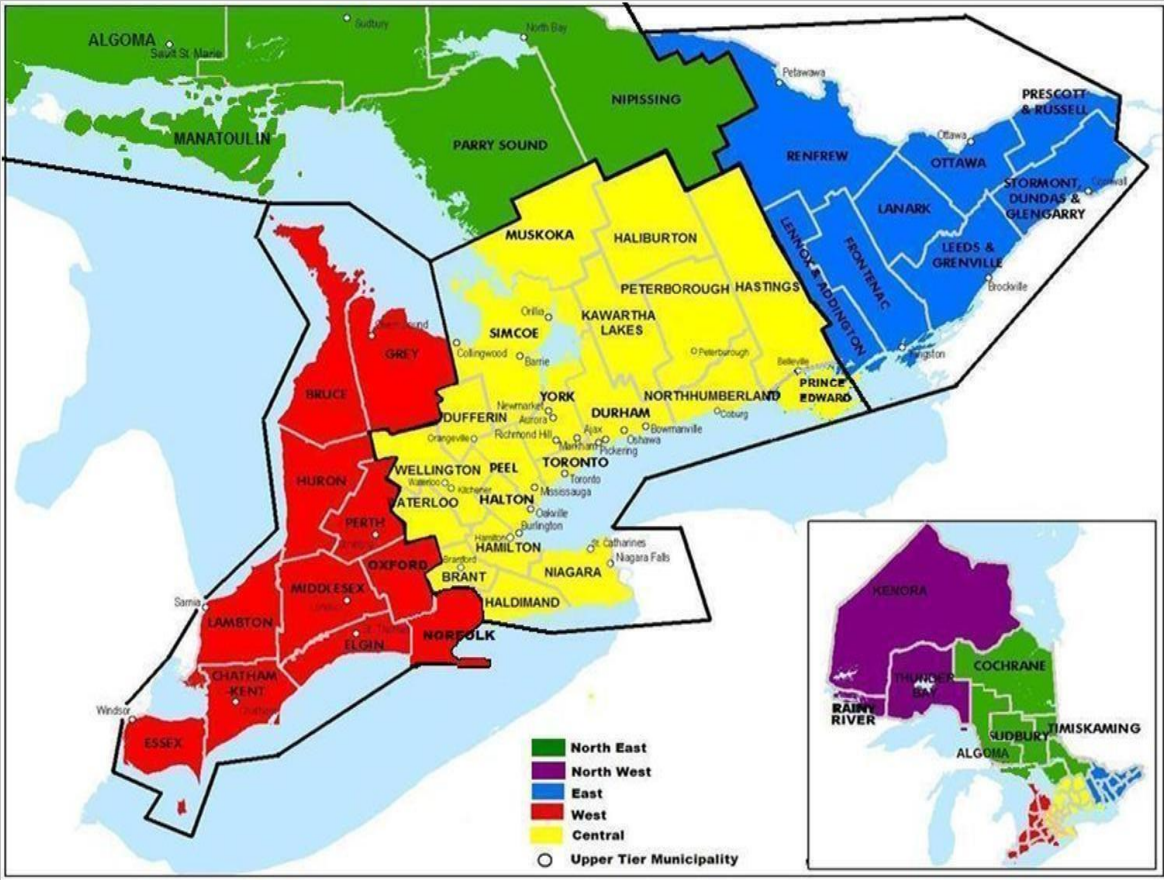 Sudbury
North Bay
ALGOMA
Sault St. Marie
Petawawa
NIPISSING
PRESCOTT
& RUSSELL
MANATOULIN
PARRY SOUND
Ottawa
RENFREW
OTTAWA
STORMONT,
DUNDAS &
GLENGARRY
Cornwall
LANARK
MUSKOKA
HALIBURTON
LENNOX & ADDINGTON
FRONTENAC
LEEDS &
GRENVILLE
Brockville
PETERBOROUGH
HASTINGS
Orillia
SIMCOE
KAWARTHA
LAKES
Owen Sound
GREY
Collingwood
Barrie
Peterborough
Belleville
Kingston
BRUCE
YORK
NORTHHUMBERLAND
PRINCE
EDWARD
Newmarket
Aurora
DUFFERIN
DURHAM
Coburg
Orangeville
Richmond Hill
Ajax
Bowmanville
Markham
Pickering
Oshawa
HURON
WELLINGTON
PEEL
TORONTO
Toronto
Waterloo
Kitchener
WATERLOO
HALTON
Mississauga
Oakville
PERTH
Burlington
Hamilton
HAMILTON
St. Catharines
Niagara Falls
OXFORD
Brantford
BRANT
NIAGARA
MIDDLESEX
HALDIMAND
Sarnia
LAMBTON
St. Thomas
ELGIN
NORFOLK
CHATHAM
-KENT
Windsor
ESSEX
North East
North West
East
West
Central
Upper Tier Municipality
KENORA
COCHRANE
THUNDER
BAY
RAINY
RIVER
SUDBURY
TIMISKAMING
ALGOMA